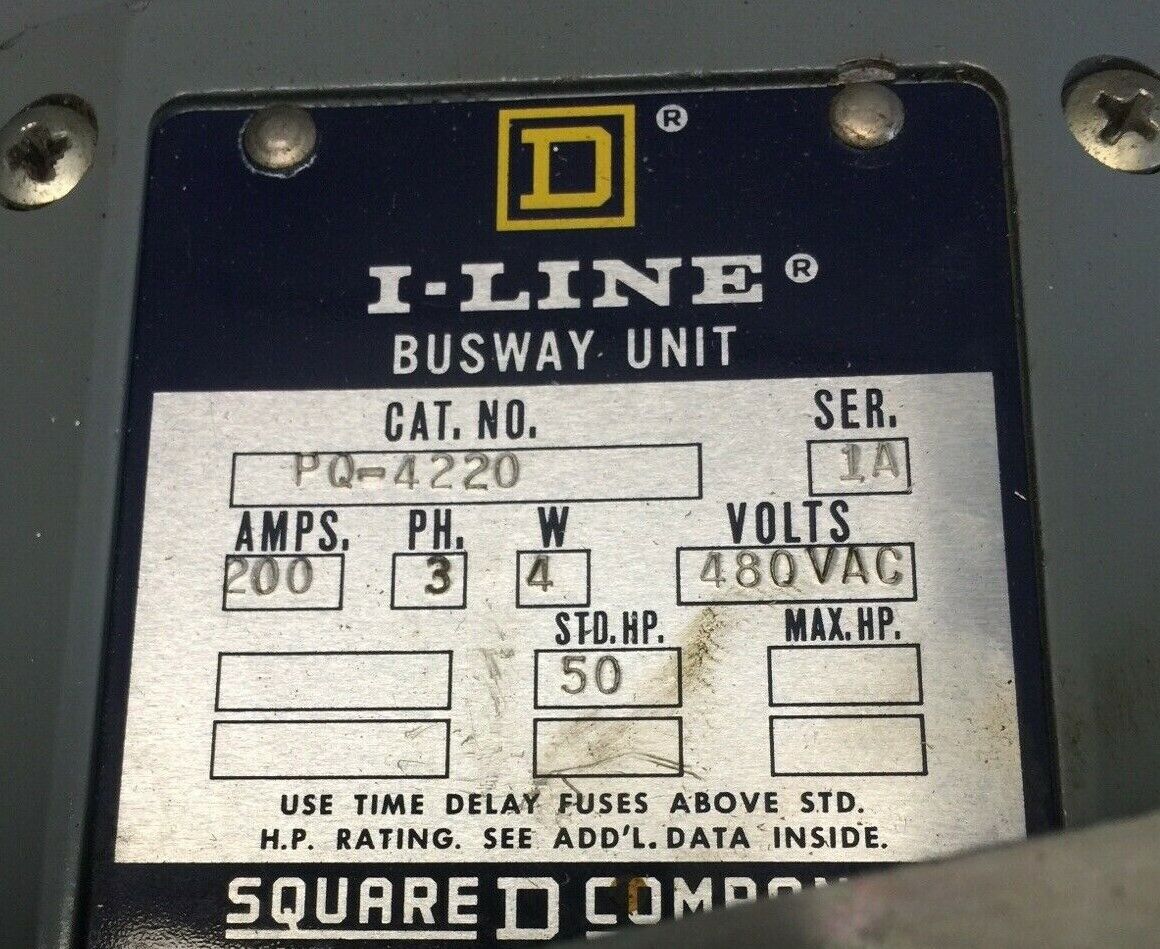 D ®
I-LINE®
BUSWAY UNIT
CAT. NO. SER.
PQ-4220 1A
AMPS. PH. W VOLTS
200 3 4 480VAC
STD.HP. MAX.HP.
50
USE TIME DELAY FUSES ABOVE STD.
H.P. RATING. SEE ADD'L. DATA INSIDE.
SQUARE D